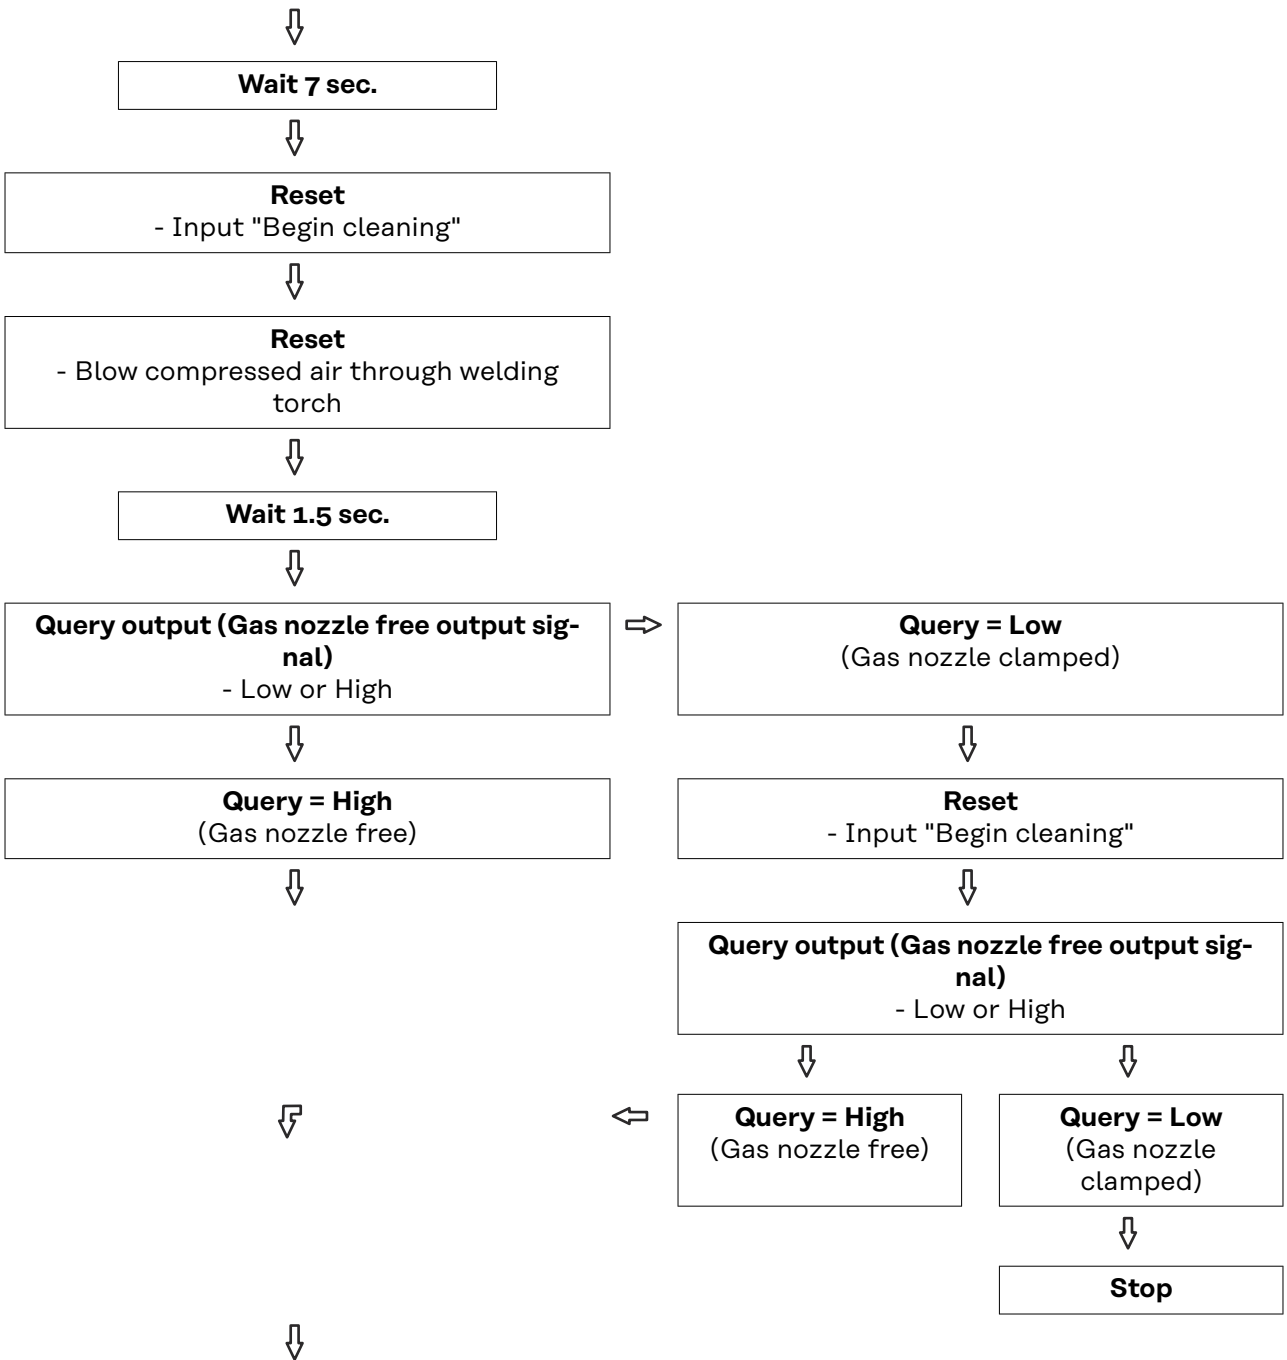 Wait 7 sec.
Reset
- Input "Begin cleaning"
Reset
- Blow compressed air through welding
torch
Wait 1.5 sec.
Query output (Gas nozzle free output sig-
nal)
- Low or High
Query = Low
(Gas nozzle clamped)
Query = High
(Gas nozzle free)
Reset
- Input "Begin cleaning"
Query output (Gas nozzle free output sig-
nal)
- Low or High
Query = High
(Gas nozzle free)
Query = Low
(Gas nozzle
clamped)
Stop